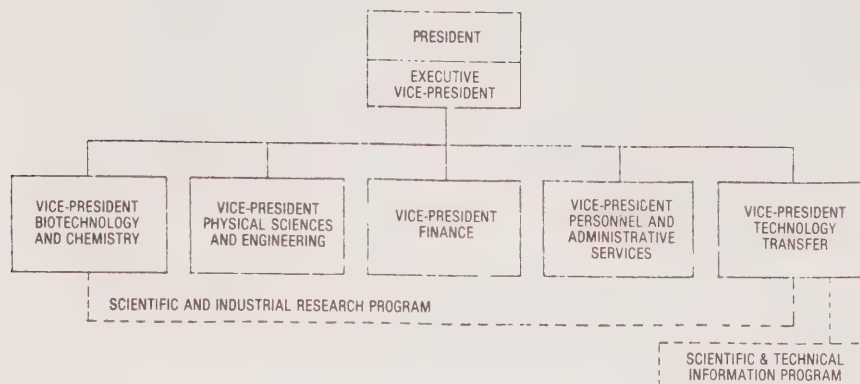 PRESIDENT
EXECUTIVE
VICE-PRESIDENT
VICE-PRESIDENT
BIOTECHNOLOGY
AND CHEMISTRY
VICE-PRESIDENT
PHYSICAL SCIENCES
AND ENGINEERING
VICE-PRESIDENT
FINANCE
VICE-PRESIDENT
PERSONNEL AND
ADMINISTRATIVE
SERVICES
VICE-PRESIDENT
TECHNOLOGY
TRANSFER
SCIENTIFIC AND INDUSTRIAL RESEARCH PROGRAM
SCIENTIFIC & TECHNICAL
INFORMATION PROGRAM